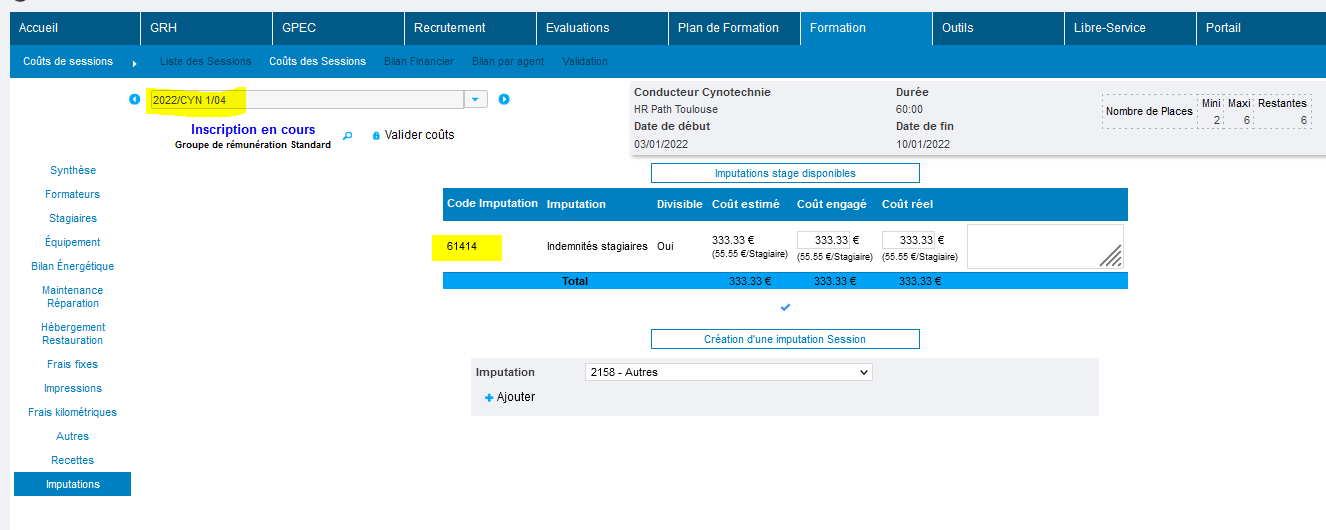 Accueil GRH GPEC Recrutement Evaluations Plan de Formation Formation Outils Libre-Service Portail
Coûts de sessions Liste des Sessions Coûts des Sessions Bilan Financier Bilan par agent Validation
2022/CYN 1/04
Inscription en cours
Groupe de rémunération Standard
Valider coûts
Conducteur Cynotechnie Durée
HR Path Toulouse 60:00
Date de début Date de fin
03/01/2022 10/01/2022
Mini Maxi Restantes
Nombre de Places
2 6 6
Synthèse
Formateurs
Stagiaires
Équipement
Bilan Énergétique
Maintenance
Réparation
Hébergement
Restauration
Frais fixes
Impressions
Frais kilométriques
Autres
Recettes
Imputations
Imputations stage disponibles
Code Imputation Imputation Divisible Coût estimé Coût engagé Coût réel
61414 Indemnités stagiaires Oui 333.33 € 333.33 € 333.33 €
(55.55 €/Stagiaire) (55.55 €/Stagiaire) (55.55 €/Stagiaire)
Total 333.33 € 333.33 € 333.33 €
Création d'une imputation Session
Imputation 2158 - Autres
Ajouter